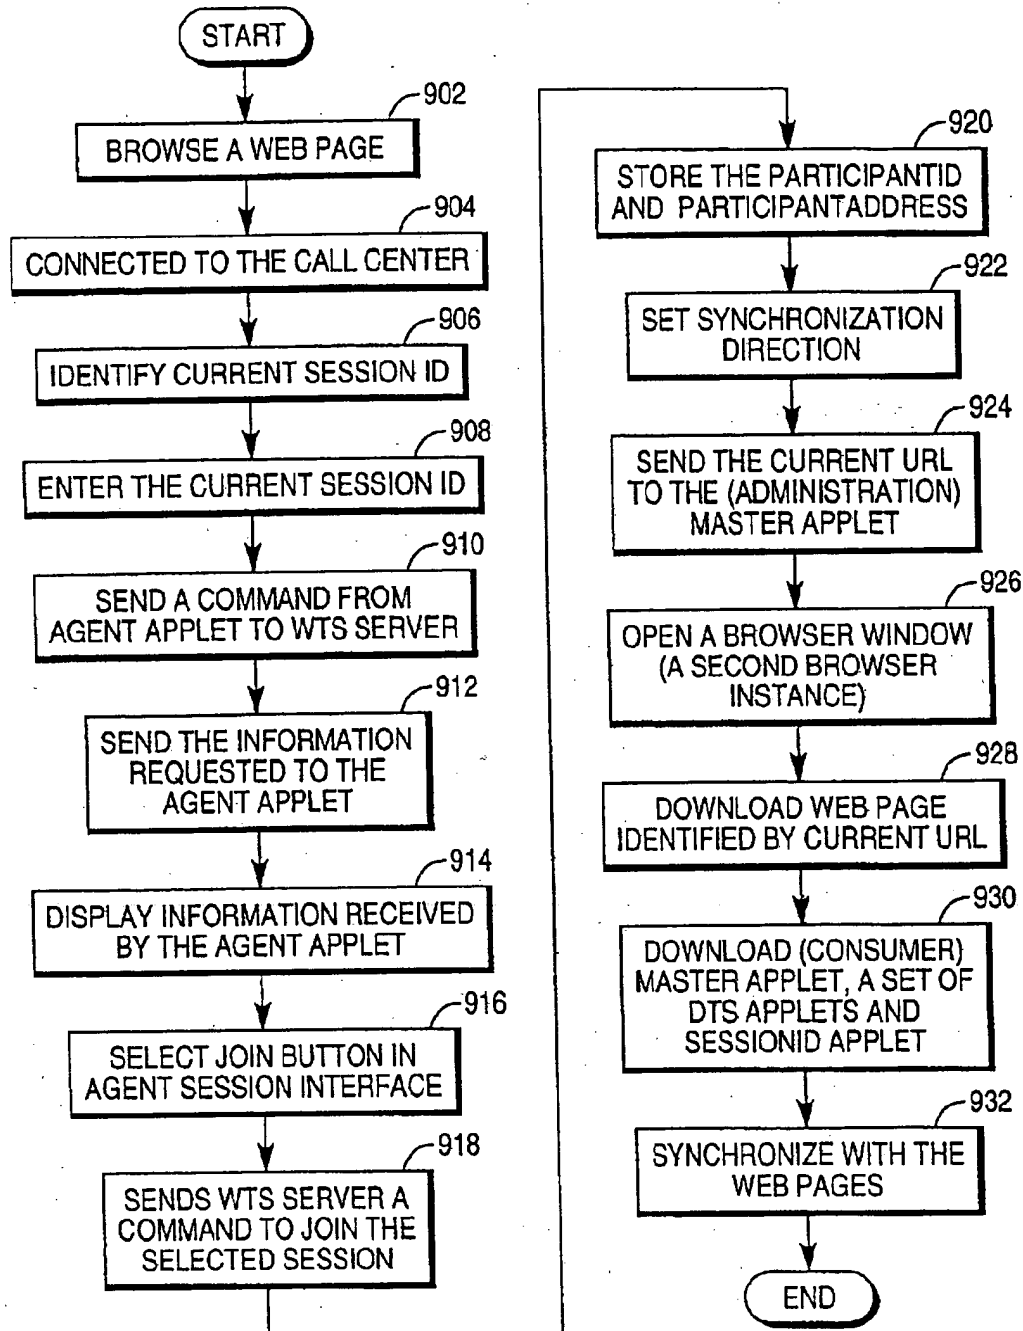 START
902
BROWSE A WEB PAGE
904
CONNECTED TO THE CALL CENTER
906
IDENTIFY CURRENT SESSION ID
908
ENTER THE CURRENT SESSION ID
910
SEND A COMMAND FROM
AGENT APPLET TO WTS SERVER
912
SEND THE INFORMATION
REQUESTED TO THE
AGENT APPLET
914
DISPLAY INFORMATION RECEIVED
BY THE AGENT APPLET
916
SELECT JOIN BUTTON IN
AGENT SESSION INTERFACE
918
SENDS WTS SERVER A
COMMAND TO JOIN THE
SELECTED SESSION
920
STORE THE PARTICIPANTID
AND PARTICIPANTADDRESS
922
SET SYNCHRONIZATION
DIRECTION
924
SEND THE CURRENT URL
TO THE (ADMINISTRATION)
MASTER APPLET
926
OPEN A BROWSER WINDOW
(A SECOND BROWSER
INSTANCE)
928
DOWNLOAD WEB PAGE
IDENTIFIED BY CURRENT URL
930
DOWNLOAD (CONSUMER)
MASTER APPLET, A SET OF
DTS APPLETS AND
SESSIONID APPLET
932
SYNCHRONIZE WITH THE
WEB PAGES
END